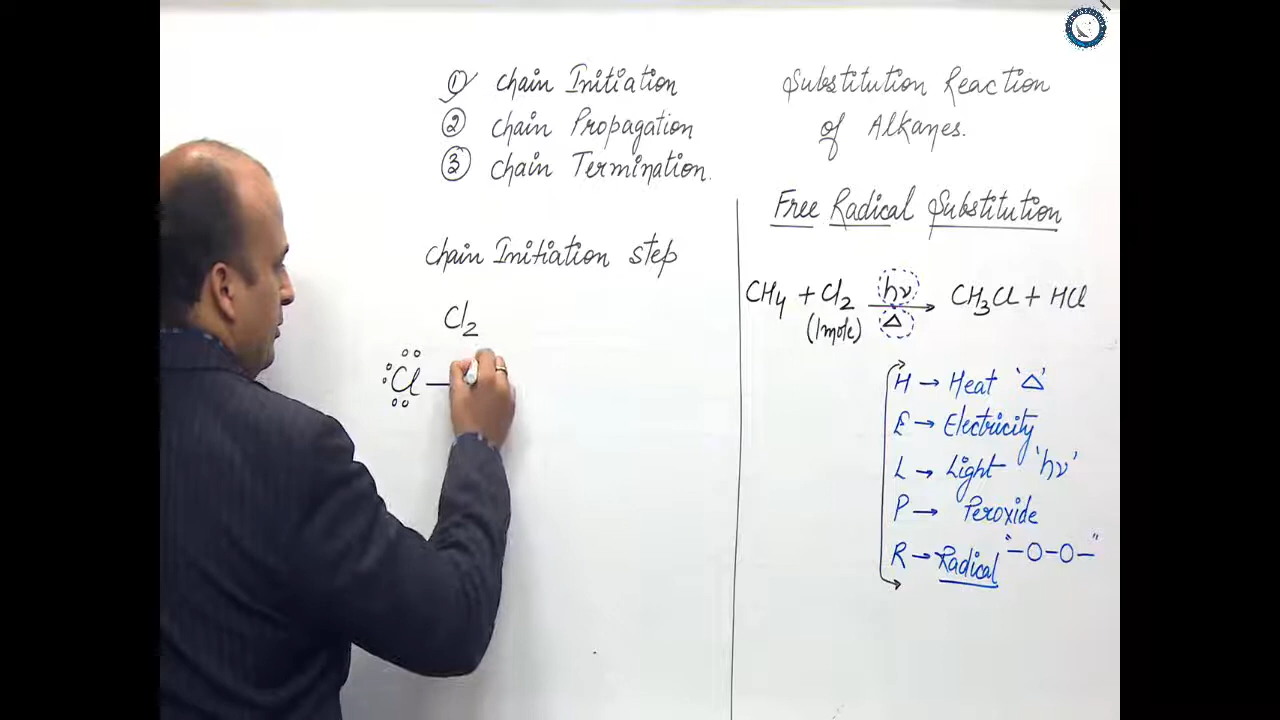 ① Chain Initiation
② Chain Propagation
③ Chain Termination.
Chain Initiation step
Cl2
Cl —
Substitution Reaction
of Alkanes.
Free Radical Substitution
CH4 + Cl2 hν → CH3Cl + HCl
(1mole) Δ
H → Heat 'Δ'
E → Electricity
L → Light 'hν'
P → Peroxide
R → Radical "–O–O–"